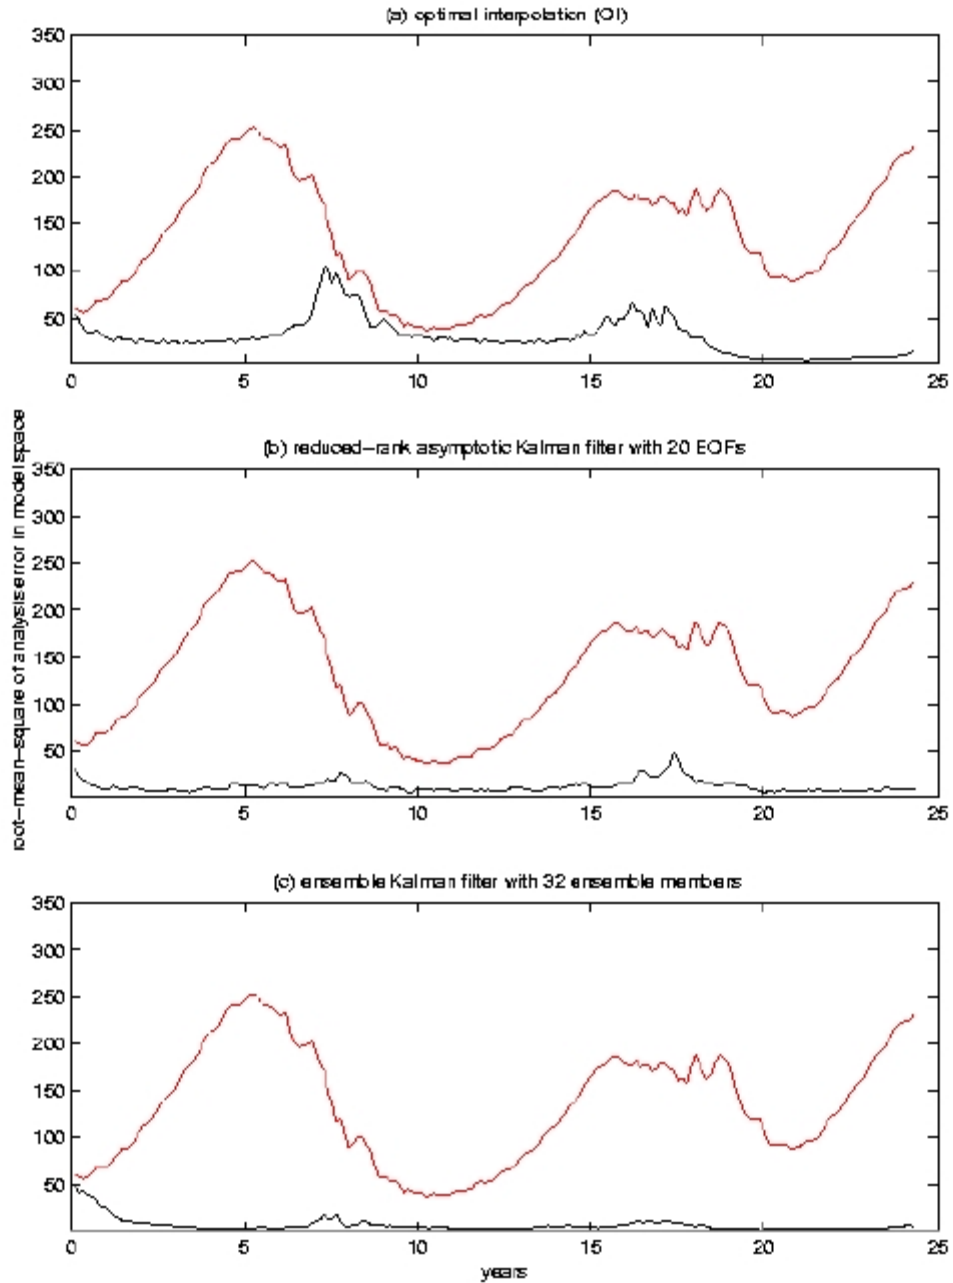 (a) optimal interpolation (OI)
350
300
250
200
150
100
50
0 5 10 15 20 25
root-mean-square of analysis error in model space
(b) reduced-rank asymptotic Kalman filter with 20 EOFs
350
300
250
200
150
100
50
0 5 10 15 20 25
(c) ensemble Kalman filter with 32 ensemble members
350
300
250
200
150
100
50
0 5 10 15 20 25
years